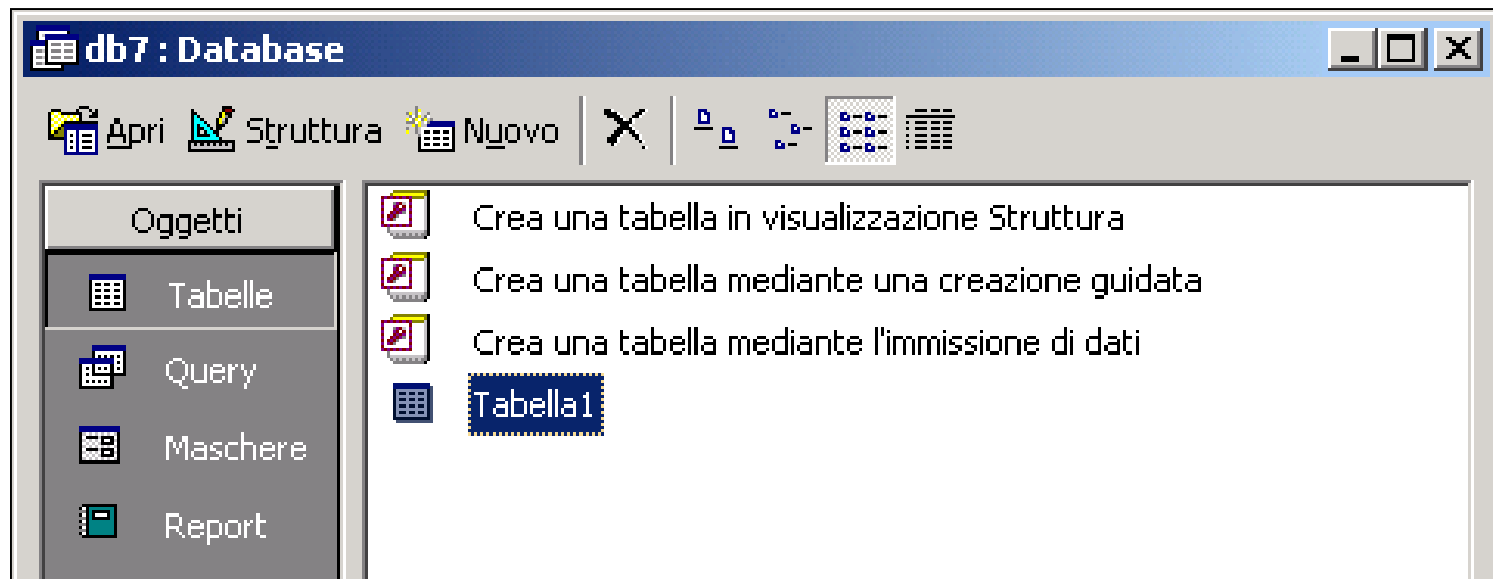 db7 : Database
Apri Struttura Nuovo
Oggetti
Tabelle
Query
Maschere
Report
Crea una tabella in visualizzazione Struttura
Crea una tabella mediante una creazione guidata
Crea una tabella mediante l'immissione di dati
Tabella1